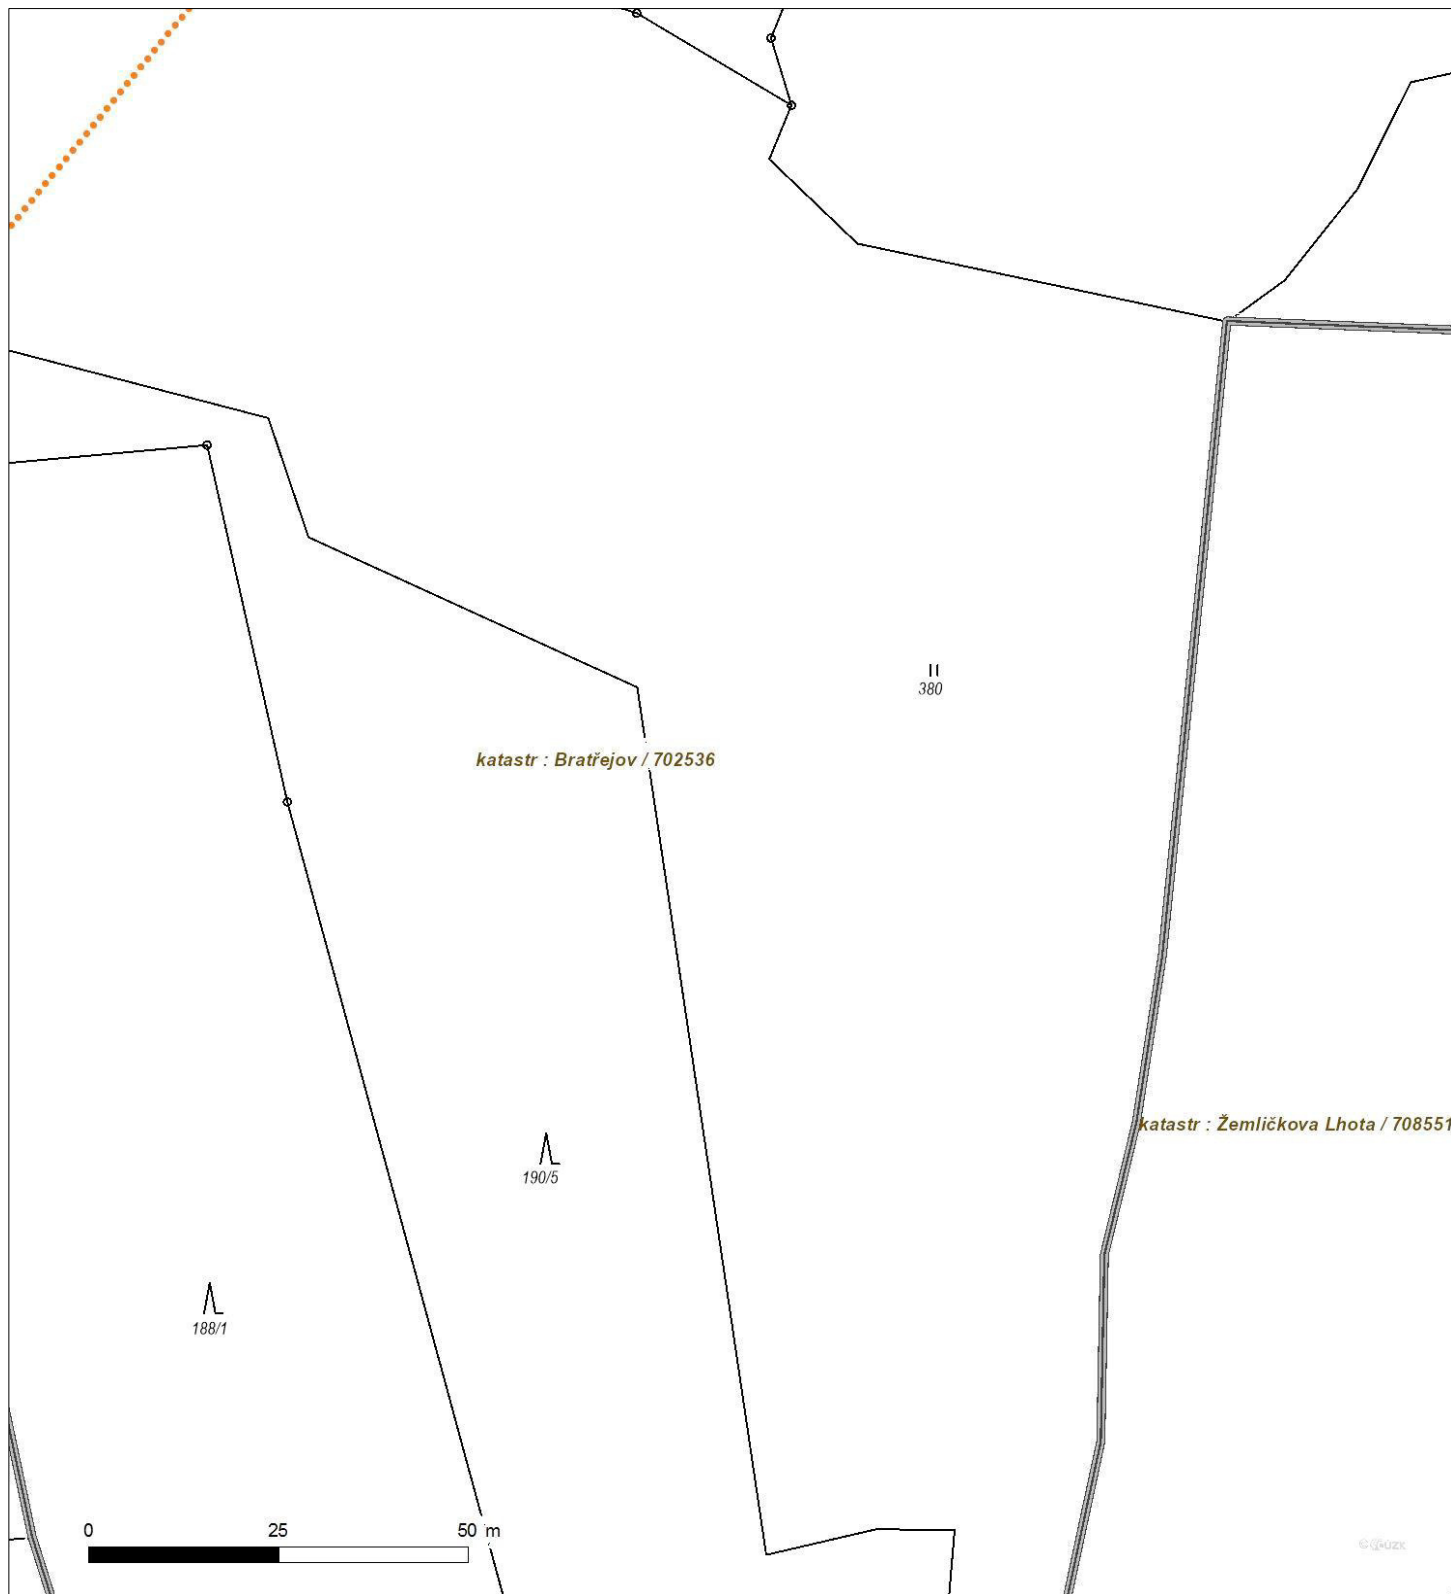 380
katastr : Bratřejov / 702536
katastr : Žemličkova Lhota / 708551
190/5
188/1
0 25 50 m